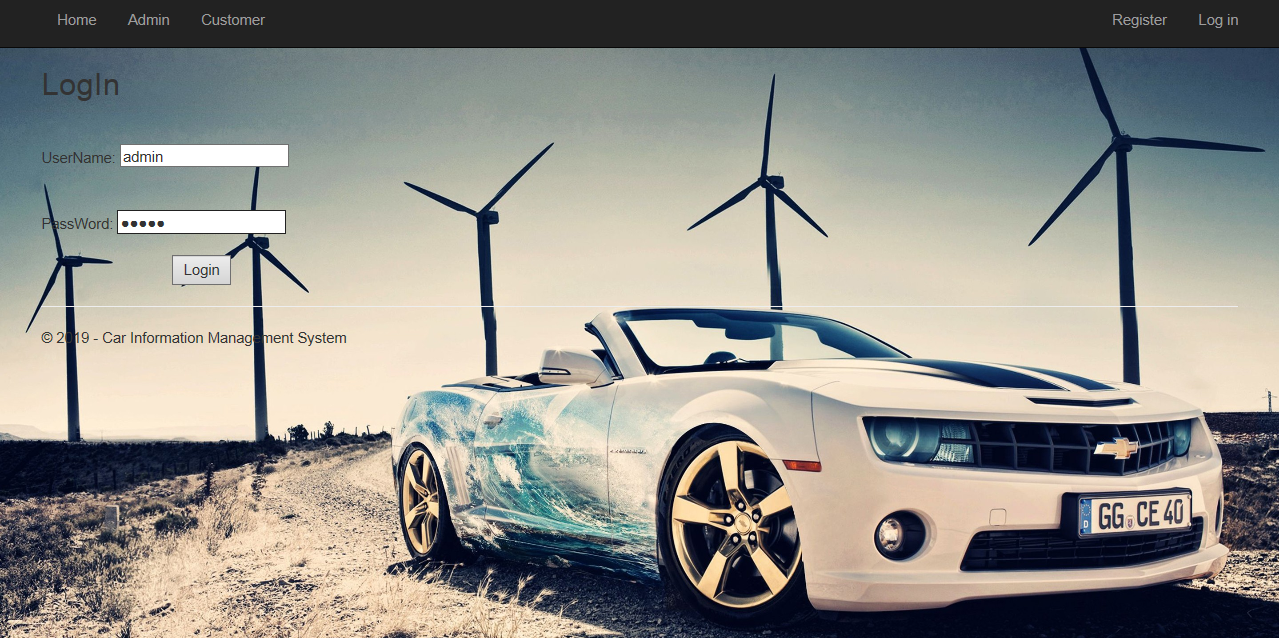 Home Admin Customer Register Log in
LogIn
UserName: admin
PassWord: •••••
Login
© 2019 - Car Information Management System
GG CE 40
D